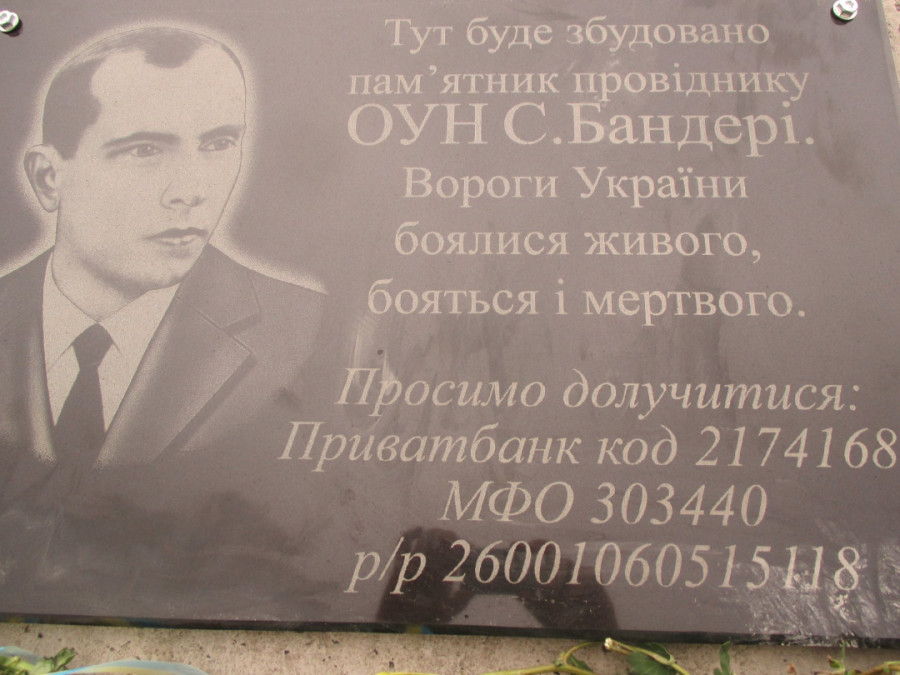 Тут буде збудовано
пам’ятник провіднику
ОУН С.Бандері.
Вороги України
боялися живого,
бояться і мертвого.
Просимо долучитися:
Приватбанк код 2174168
МФО 303440
р/р 26001060515118